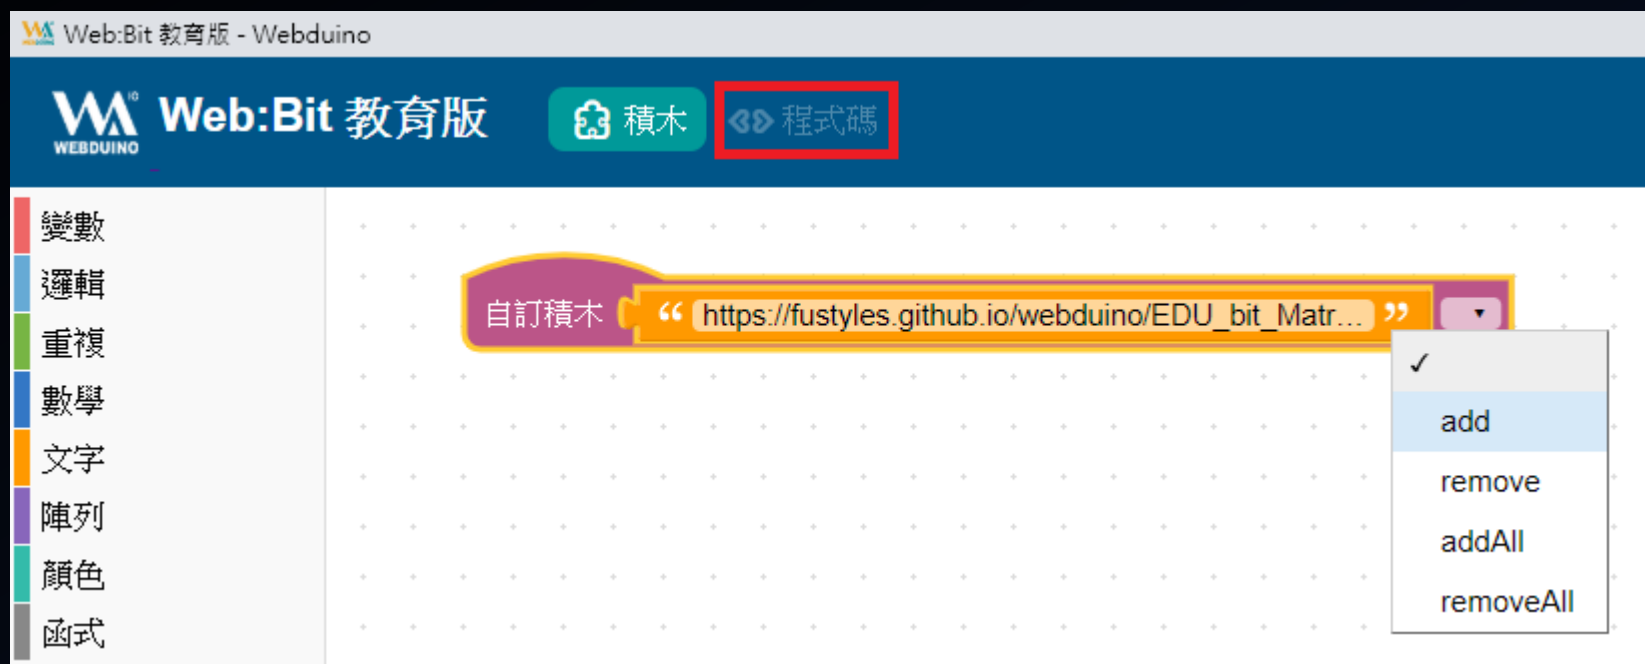 Web:Bit 教育版 - Webduino
WEBDUINO
Web:Bit 教育版
積木
程式碼
變數
邏輯
重複
數學
文字
陣列
顏色
函式
自訂積木 “ https://fustyles.github.io/webduino/EDU_bit_Matr... ”
✓
add
remove
addAll
removeAll